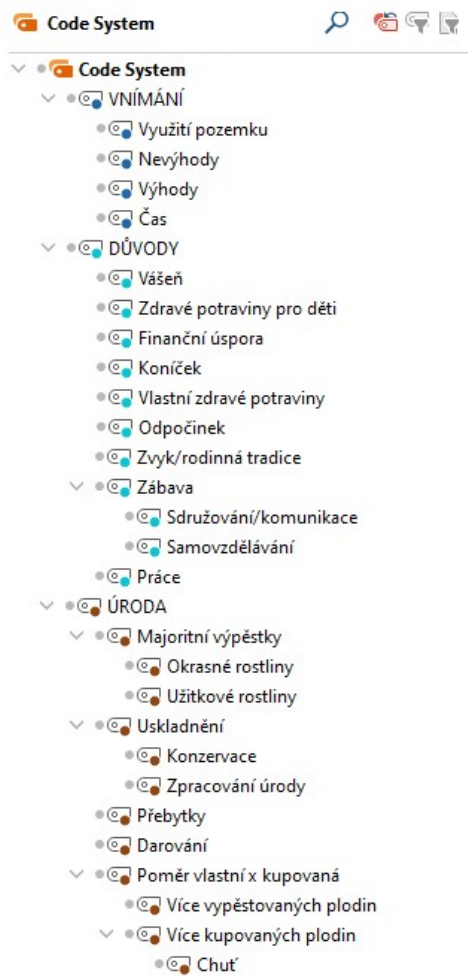 Code System
Code System
VNÍMÁNÍ
Využití pozemku
Nevýhody
Výhody
Čas
DŮVODY
Vášeň
Zdravé potraviny pro děti
Finanční úspora
Koníček
Vlastní zdravé potraviny
Odpočinek
Zvyk/rodinná tradice
Zábava
Sdružování/komunikace
Samovzdělávání
Práce
ÚRODA
Majoritní výpěstky
Okrasné rostliny
Užitkové rostliny
Uskladnění
Konzervace
Zpracování úrody
Přebytky
Darování
Poměr vlastní x kupovaná
Více vypěstovaných plodin
Více kupovaných plodin
Chuť